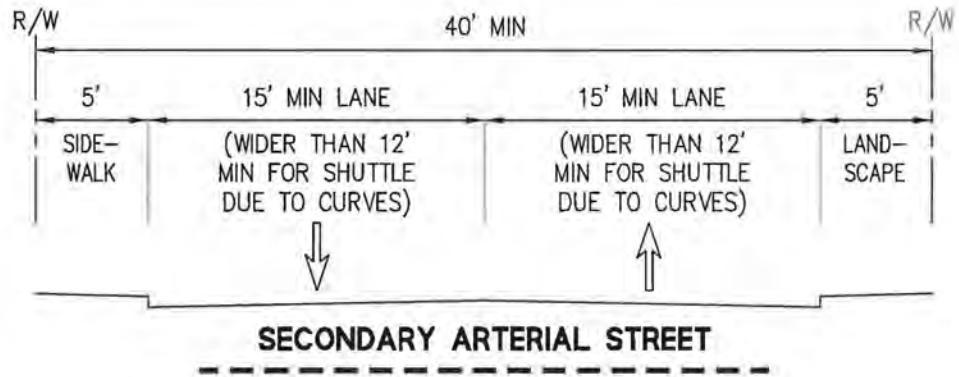 R/W
40' MIN
R/W
5'
15' MIN LANE
15' MIN LANE
5'
SIDE-
WALK
(WIDER THAN 12'
MIN FOR SHUTTLE
DUE TO CURVES)
(WIDER THAN 12'
MIN FOR SHUTTLE
DUE TO CURVES)
LAND-
SCAPE
SECONDARY ARTERIAL STREET